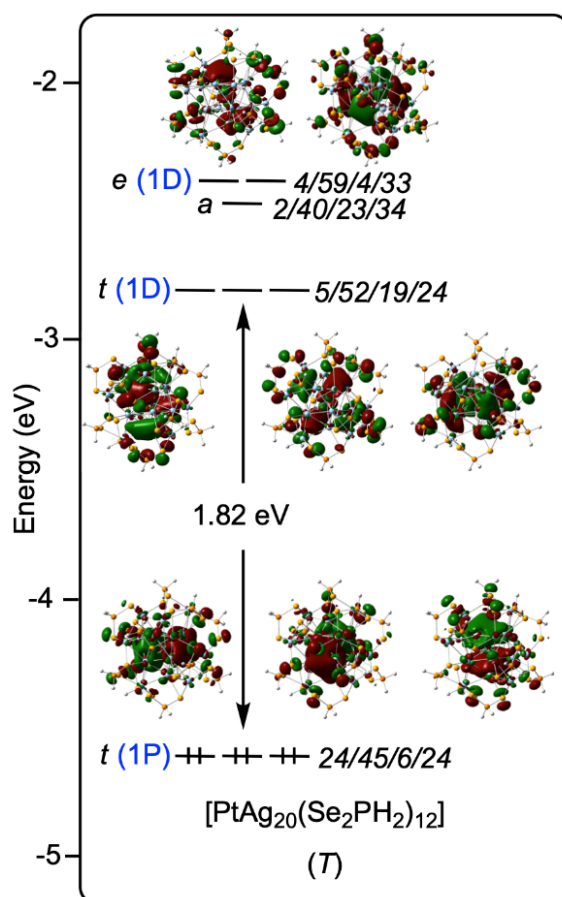 -2
e (1D) 4/59/4/33
a 2/40/23/34
t (1D) 5/52/19/24
-3
Energy (eV)
1.82 eV
-4
t (1P) 24/45/6/24
[PtAg20(Se2PH2)12]
(T)
-5